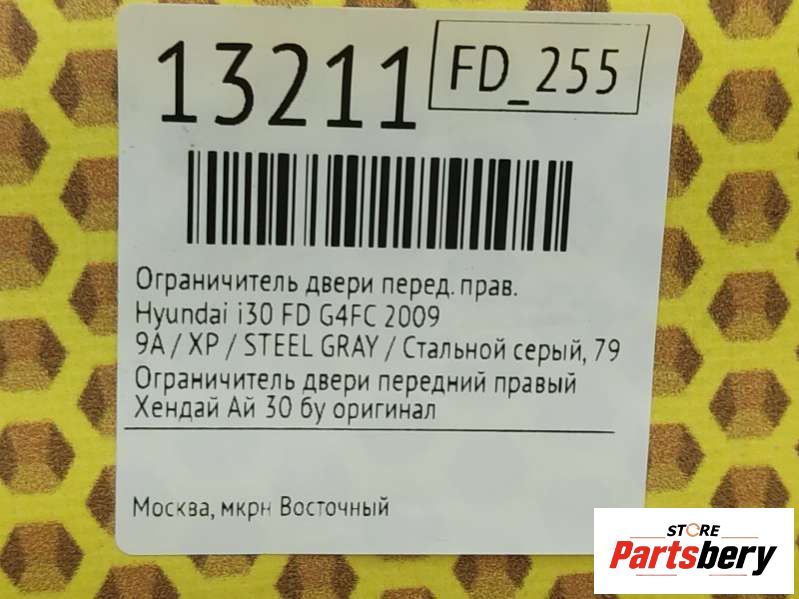 13211
FD_255
Ограничитель двери перед. прав.
Hyundai i30 FD G4FC 2009
9A / XP / STEEL GRAY / Стальной серый, 79
Ограничитель двери передний правый
Хендай Ай 30 бу оригинал
Москва, мкрн Восточный
STORE
Partsbery